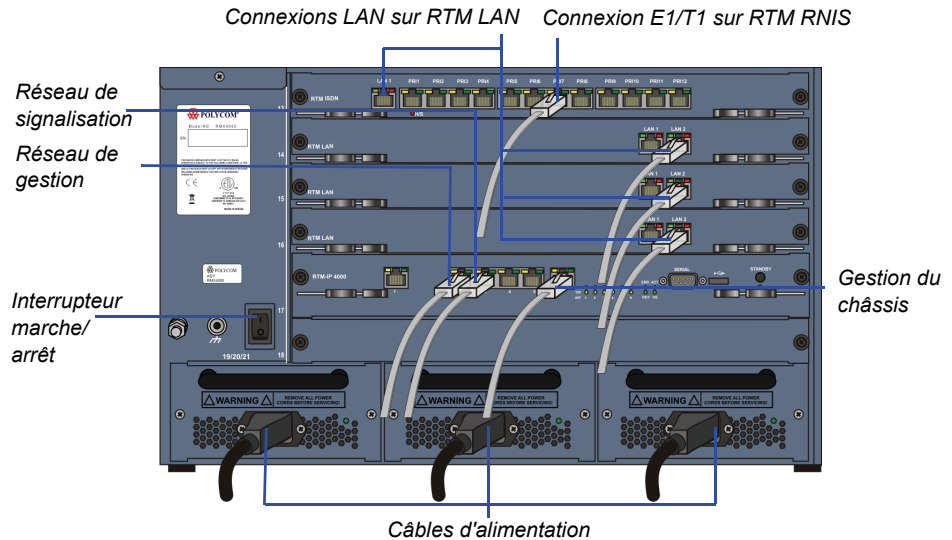 Connexions LAN sur RTM LAN
Connexion E1/T1 sur RTM RNIS
Réseau de
signalisation
Réseau de
gestion
Interrupteur
marche/
arrêt
Gestion du
châssis
Câbles d'alimentation
LAN 1 PRI1 PRI2 PRI3 PRI4 PRI5 PRI6 PRI7 PRI8 PRI9 PRI10 PRI11 PRI12
RTM ISDN
13
POLYCOM
RTM LAN
14
LAN 1 LAN 2
RTM LAN
15
LAN 1 LAN 2
RTM LAN
16
LAN 1 LAN 2
RTM-IP 4000
SERIAL
STANDBY
POLYCOM
17
18
19/20/21
WARNING
REMOVE ALL POWER
CORDS BEFORE SERVICING!
WARNING
REMOVE ALL POWER
CORDS BEFORE SERVICING!
WARNING
REMOVE ALL POWER
CORDS BEFORE SERVICING!